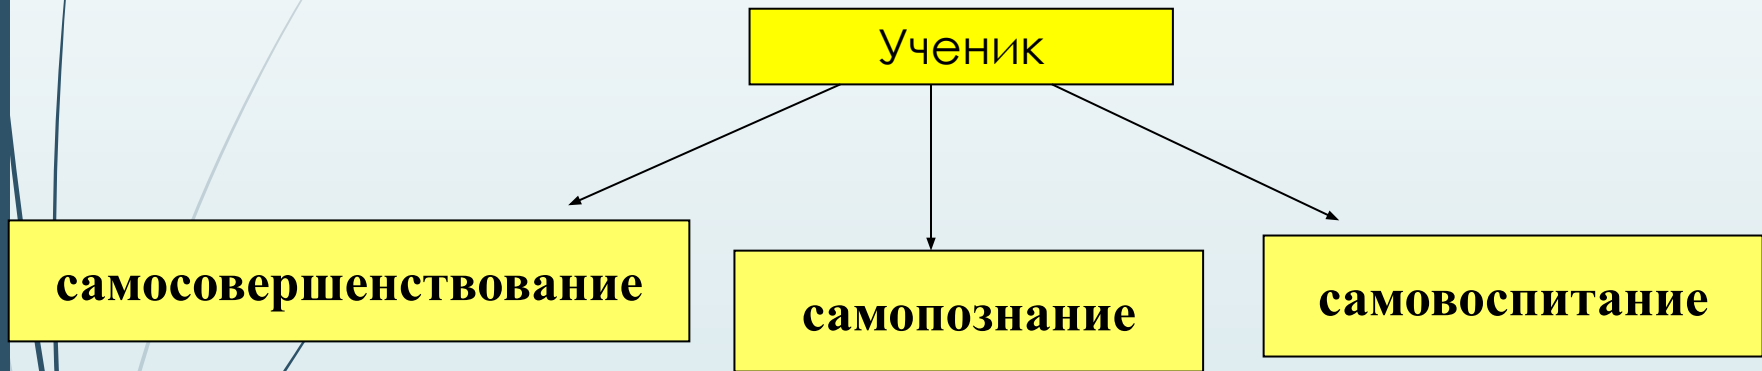 Ученик
самосовершенствование
самопознание
самовоспитание